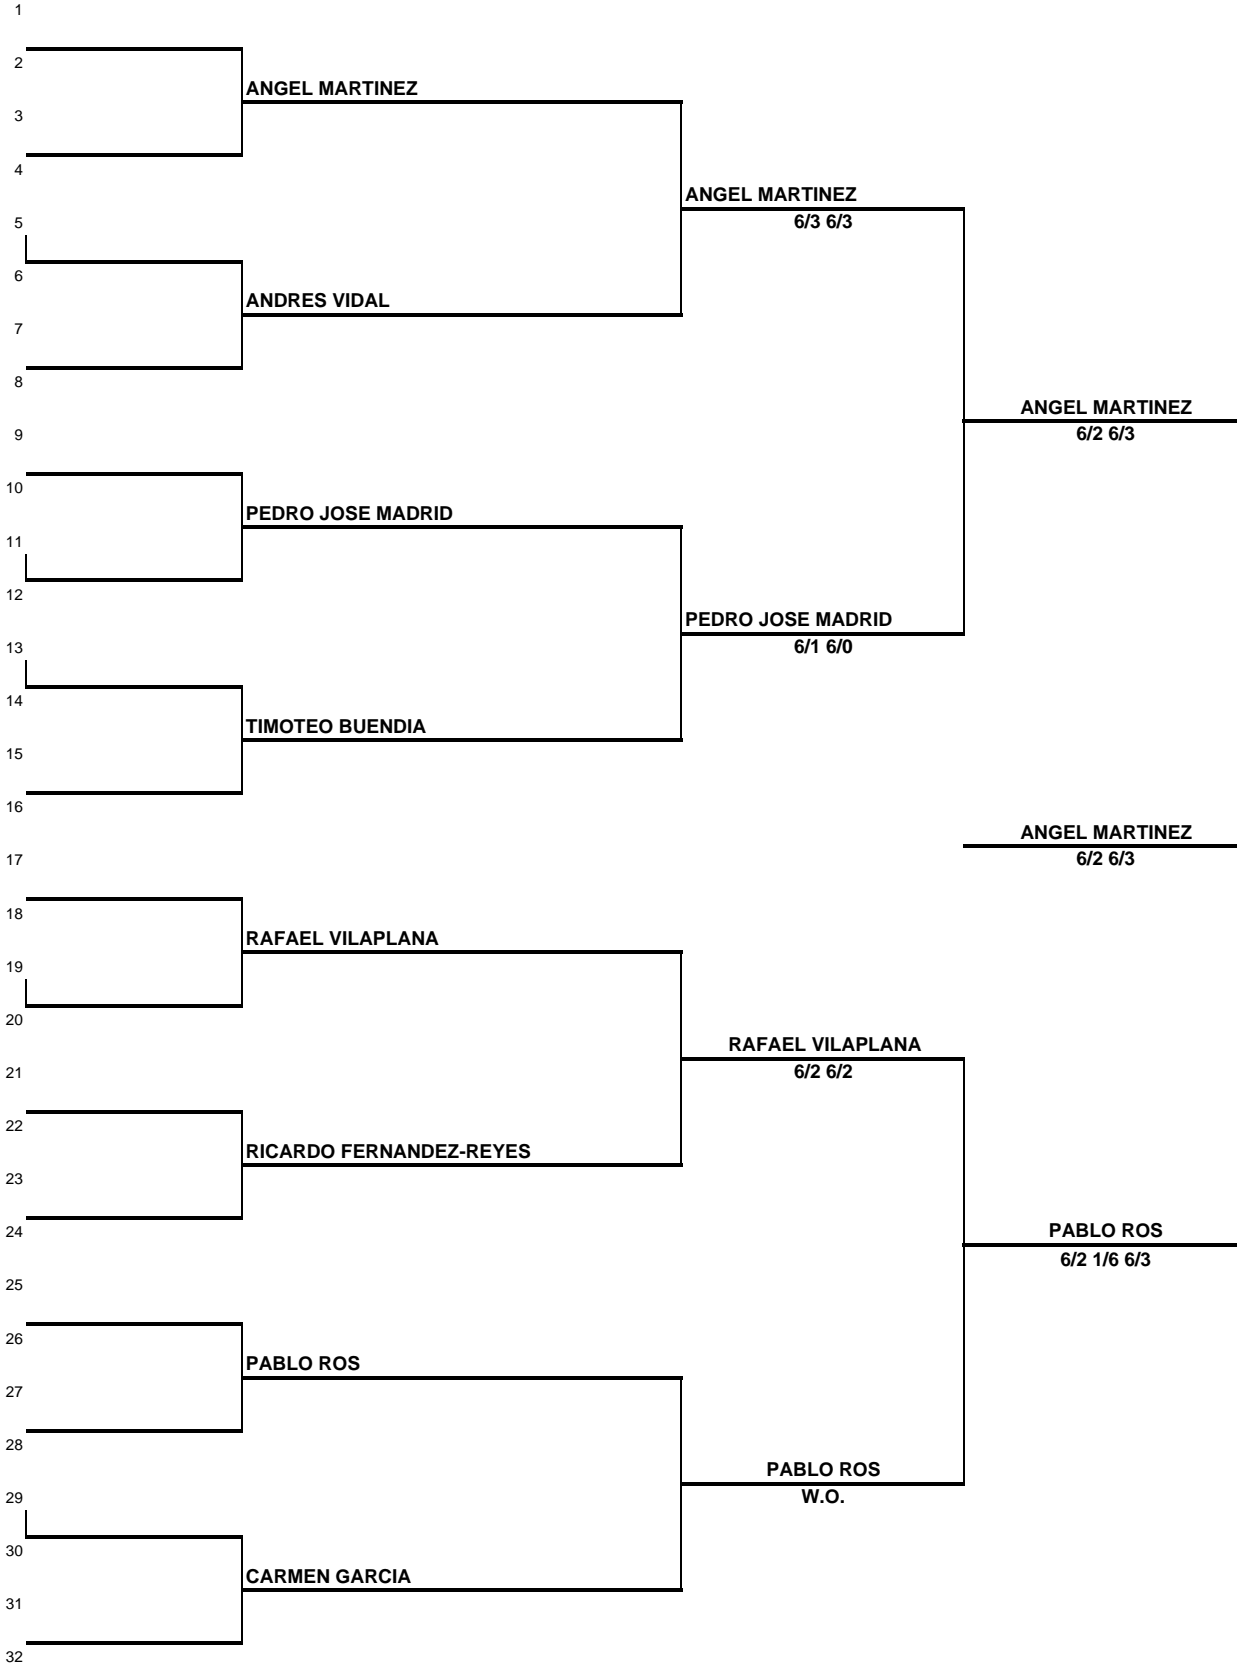 1
2
ANGEL MARTINEZ
3
4
ANGEL MARTINEZ
5
6/3 6/3
6
ANDRES VIDAL
7
8
ANGEL MARTINEZ
9
6/2 6/3
10
PEDRO JOSE MADRID
11
12
PEDRO JOSE MADRID
13
6/1 6/0
14
TIMOTEO BUENDIA
15
16
ANGEL MARTINEZ
17
6/2 6/3
18
RAFAEL VILAPLANA
19
20
RAFAEL VILAPLANA
21
6/2 6/2
22
RICARDO FERNANDEZ-REYES
23
24
PABLO ROS
6/2 1/6 6/3
25
26
PABLO ROS
27
28
PABLO ROS
29
W.O.
30
CARMEN GARCIA
31
32